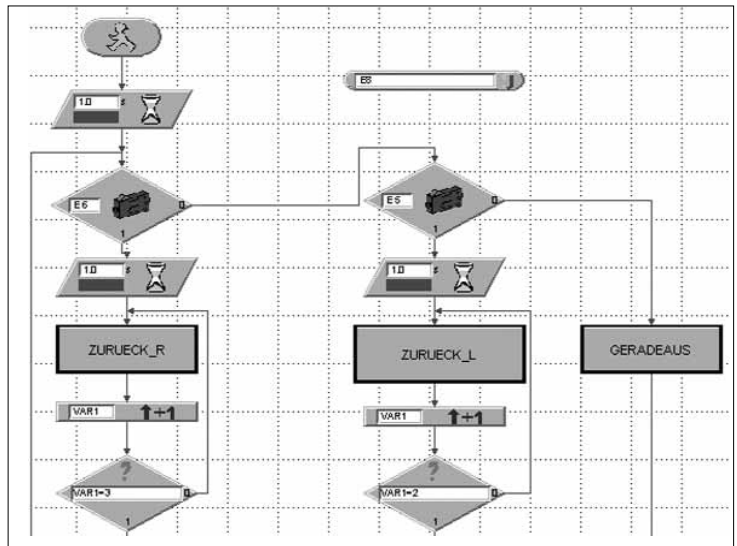 E8
1.0 s
E6 0
1
E5 0
1
1.0 s
1.0 s
ZURUECK_R
ZURUECK_L
GERADEAUS
VAR1 +1
VAR1 +1
?
VAR1=3 0
1
?
VAR1=2 0
1